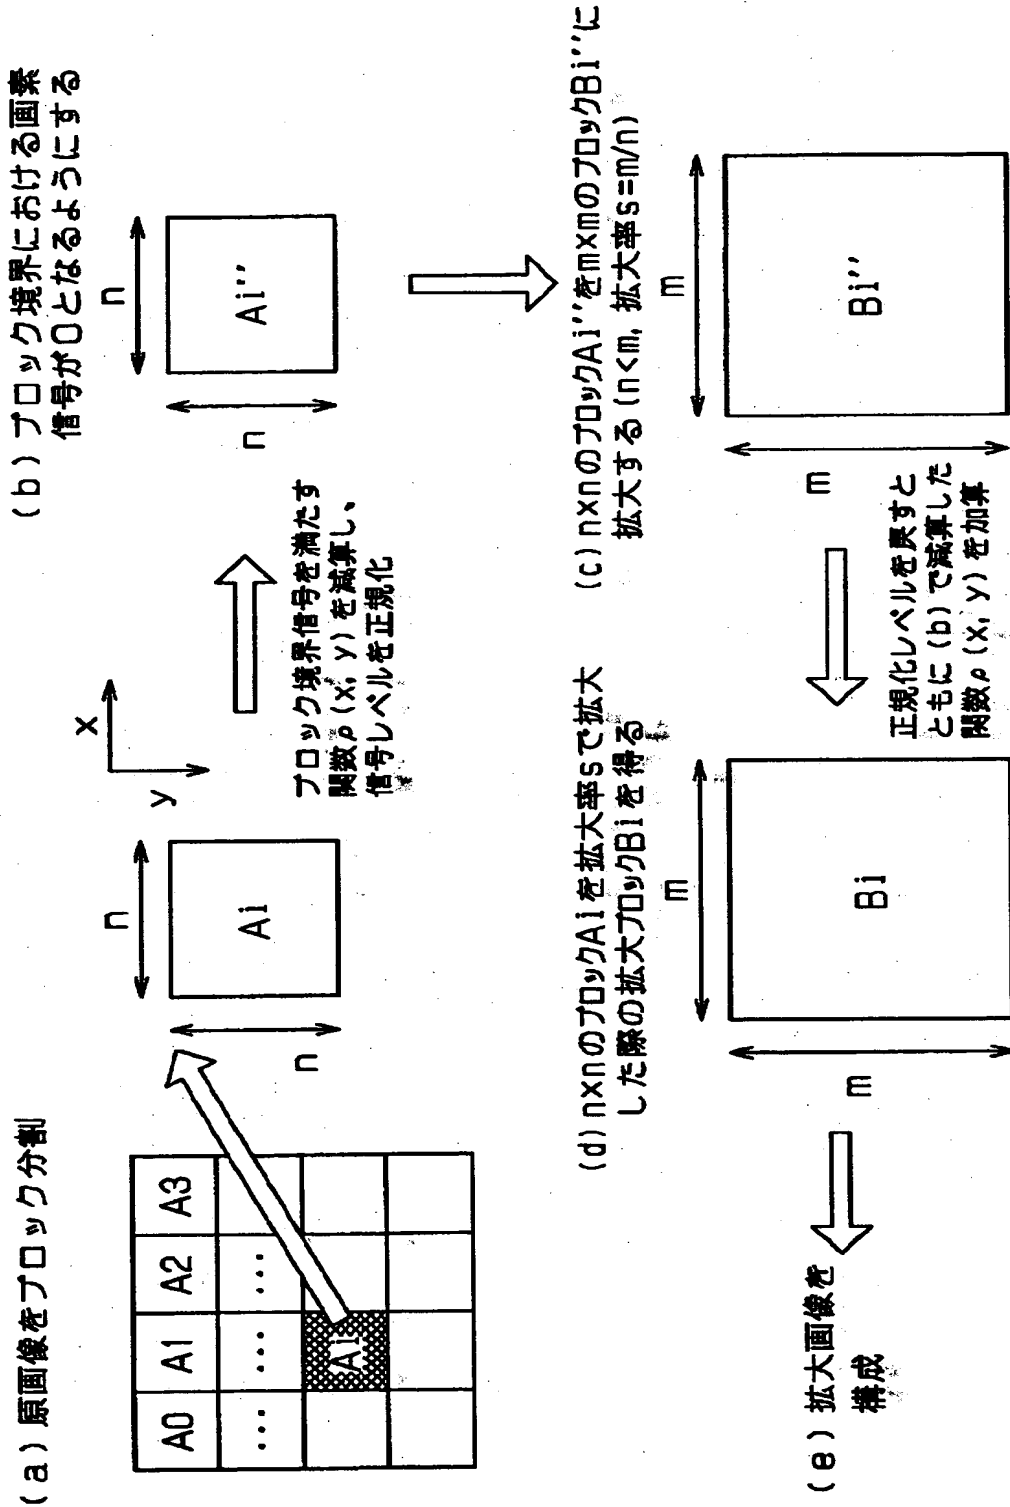 (a) 原画像をブロック分割
A0 A1 A2 A3
... ... ...
Ai
n
n
Ai
x
y
ブロック境界信号を満たす
関数ρ(x, y)を減算し、
信号レベルを正規化
(b) ブロック境界における画素
信号が0となるようにする
n
n
Ai''
(c) n×nのブロックAi''をm×mのブロックBi''に
拡大する(n<m, 拡大率s=m/n)
m
m
Bi''
正規化レベルを戻すと
ともに(b)で減算した
関数ρ(x, y)を加算
(d) n×nのブロックAiを拡大率sで拡大
した際の拡大ブロックBiを得る
m
m
Bi
(e) 拡大画像を
構成